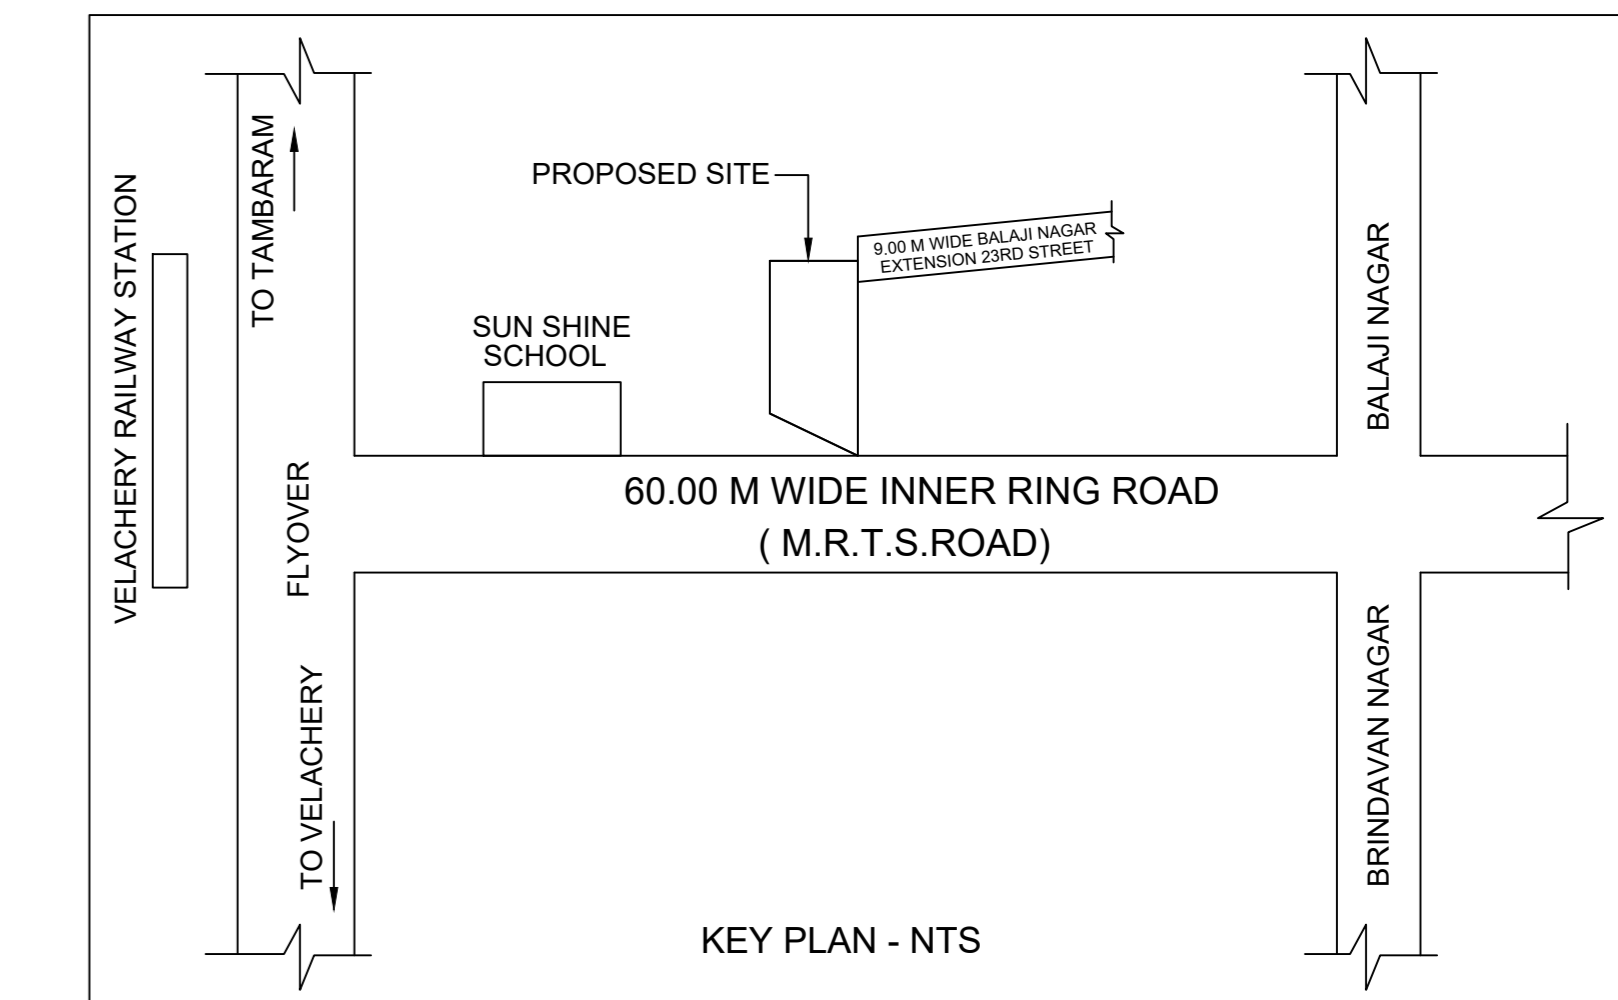 VELACHERY RAILWAY STATION
TO TAMBARAM
FLYOVER
TO VELACHERY
PROPOSED SITE
9.00 M WIDE BALAJI NAGAR
EXTENSION 23RD STREET
SUN SHINE
SCHOOL
60.00 M WIDE INNER RING ROAD
( M.R.T.S.ROAD)
BALAJI NAGAR
BRINDAVAN NAGAR
KEY PLAN - NTS